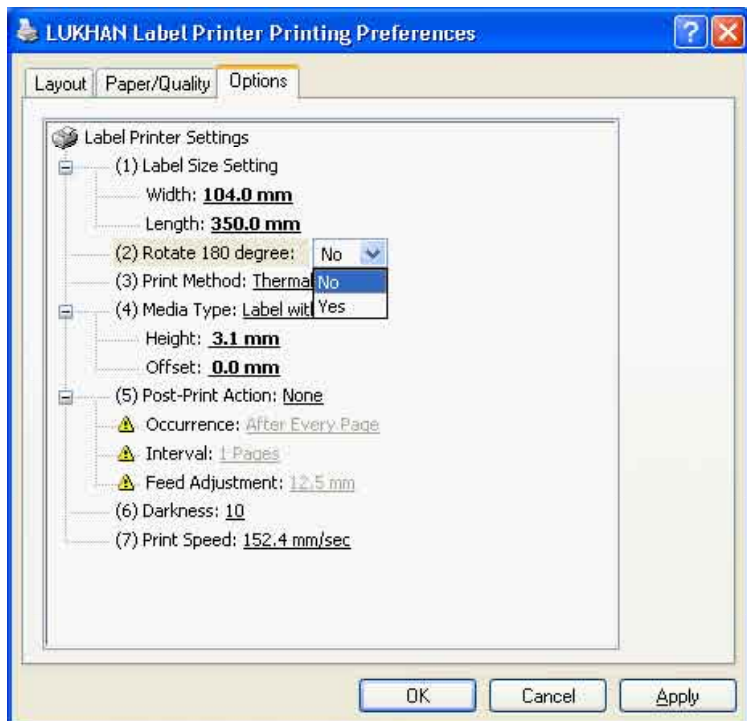 LUKHAN Label Printer Printing Preferences
Layout Paper/Quality Options
Label Printer Settings
(1) Label Size Setting
Width: 104.0 mm
Length: 350.0 mm
(2) Rotate 180 degree: No
No
Yes
(3) Print Method: Thermal
(4) Media Type: Label wit
Height: 3.1 mm
Offset: 0.0 mm
(5) Post-Print Action: None
Occurrence: After Every Page
Interval: 1 Pages
Feed Adjustment: 12.5 mm
(6) Darkness: 10
(7) Print Speed: 152.4 mm/sec
OK Cancel Apply